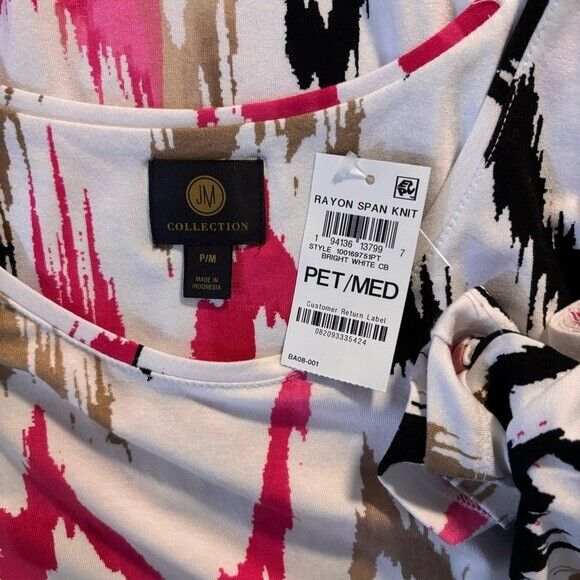 JM
COLLECTION
P/M
MADE IN
INDONESIA
RAYON SPAN KNIT
1 94136 13799 7
STYLE 100169751PT
BRIGHT WHITE CB
PET/MED
Customer Return Label
082093335424
BA08-001